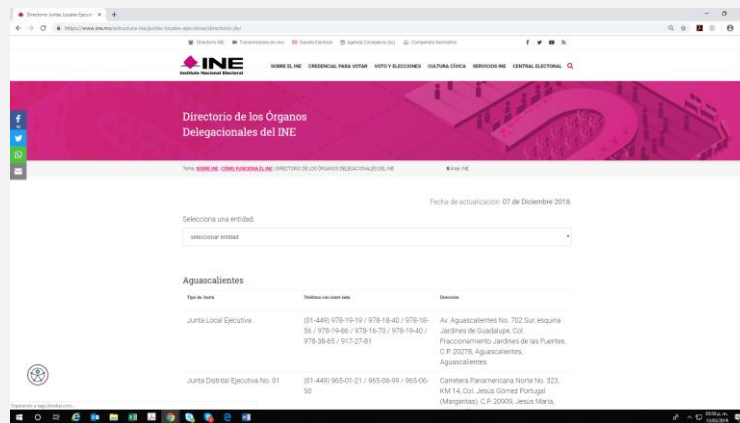 Directorio Juntas Locales Ejecuti
https://www.ine.mx/estructura-ine/juntas-locales-ejecutivas/directorio-jle/
Directorio INE Transmisiones en vivo Gaceta Electoral Agenda Consejeros (as) Compendio Normativo
INE
Instituto Nacional Electoral
SOBRE EL INE CREDENCIAL PARA VOTAR VOTO Y ELECCIONES CULTURA CÍVICA SERVICIOS INE CENTRAL ELECTORAL
Directorio de los Órganos
Delegacionales del INE
Tema: SOBRE INE / CÓMO FUNCIONA EL INE / DIRECTORIO DE LOS ÓRGANOS DELEGACIONALES DEL INE
Área: INE
Fecha de actualización: 07 de Diciembre 2018.
Selecciona una entidad:
seleccionar entidad
Aguascalientes
Tipo de Junta Teléfono con clave lada Dirección
Junta Local Ejecutiva
(01-449) 978-19-19 / 978-18-40 / 978-18-
56 / 978-19-86 / 978-16-70 / 978-19-40 /
978-38-65 / 917-27-81
Av. Aguascalientes No. 702 Sur, esquina
Jardines de Guadalupe, Col.
Fraccionamiento Jardines de las Fuentes,
C.P. 20278, Aguascalientes,
Aguascalientes.
Junta Distrital Ejecutiva No. 01
(01-449) 965-01-21 / 965-06-99 / 965-06-
50
Carretera Panamericana Norte No. 323,
KM 14, Col. Jesús Gómez Portugal
(Margaritas), C.P. 20909, Jesús María,